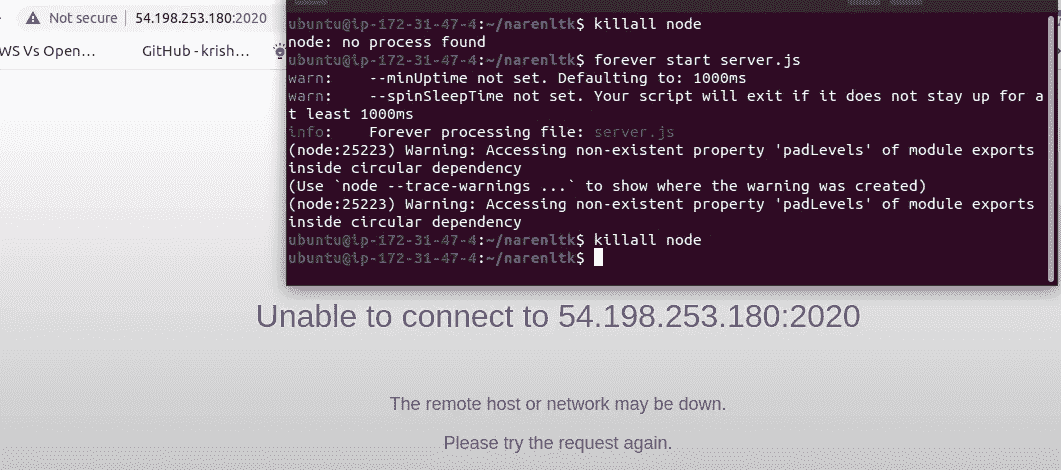 Not secure 54.198.253.180:2020
WS Vs Open... GitHub - krish...
ubuntu@ip-172-31-47-4:~/narenltk$ killall node
node: no process found
ubuntu@ip-172-31-47-4:~/narenltk$ forever start server.js
warn:    --minUptime not set. Defaulting to: 1000ms
warn:    --spinSleepTime not set. Your script will exit if it does not stay up for a
t least 1000ms
info:    Forever processing file: server.js
(node:25223) Warning: Accessing non-existent property 'padLevels' of module exports
inside circular dependency
(Use `node --trace-warnings ...` to show where the warning was created)
(node:25223) Warning: Accessing non-existent property 'padLevels' of module exports
inside circular dependency
ubuntu@ip-172-31-47-4:~/narenltk$ killall node
ubuntu@ip-172-31-47-4:~/narenltk$
Unable to connect to 54.198.253.180:2020
The remote host or network may be down.
Please try the request again.